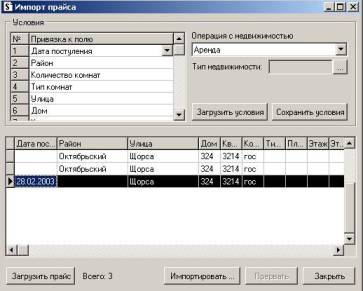 Импорт прайса
Условия
№ Привязка к полю
1 Дата поступления
2 Район
3 Количество комнат
4 Тип комнат
5 Улица
6 Дом
Операция с недвижимостью
Аренда
Тип недвижимости: ...
Загрузить условия Сохранить условия
Дата пос... Район Улица Дом Кв... Ко... Ти... Пл... Этаж Эт...
Октябрьский Щорса 324 3214 гос
Октябрьский Щорса 324 3214 гос
28.02.2003 Щорса 324 3214 гос
Загрузить прайс Всего: 3 Импортировать ... Прервать Закрыть